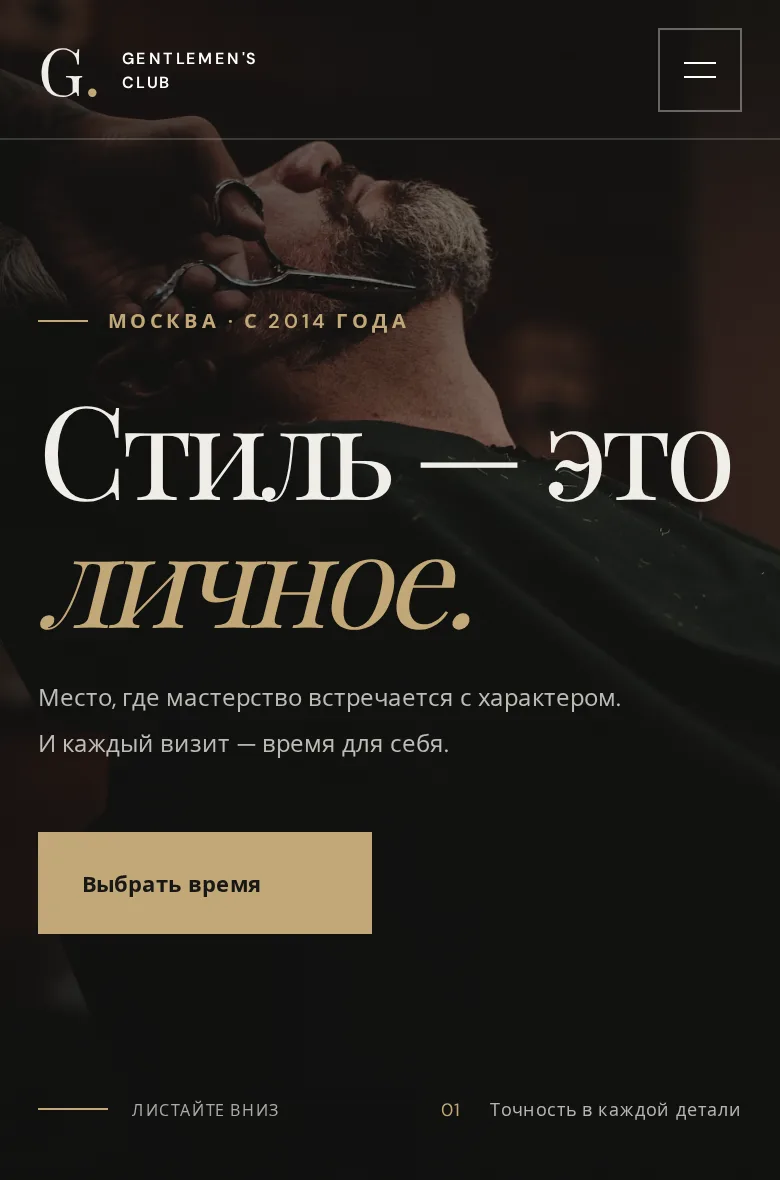 G.
GENTLEMEN'S
CLUB
МОСКВА · С 2014 ГОДА
Стиль — это
личное.
Место, где мастерство встречается с характером.
И каждый визит — время для себя.
Выбрать время
ЛИСТАЙТЕ ВНИЗ
01 Точность в каждой детали